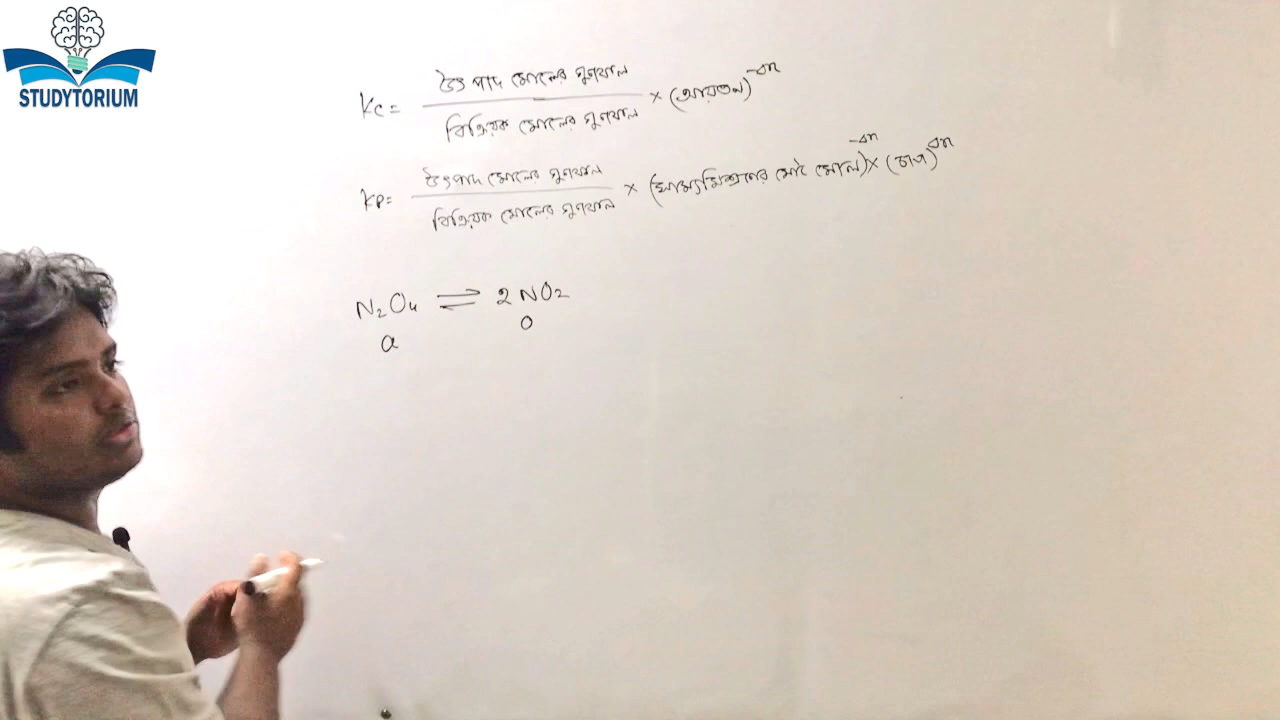 STUDYTORIUM
Kc = উৎপাদ মোলের গুণফল / বিক্রিয়ক মোলের গুণফল × (আয়তন)^-Δn
Kp = উৎপাদ মোলের গুণফল / বিক্রিয়ক মোলের গুণফল × (সাম্যমিশ্রণের মোট মোল)^-Δn × (চাপ)^Δn
N₂O₄ ⇌ 2NO₂
a 0